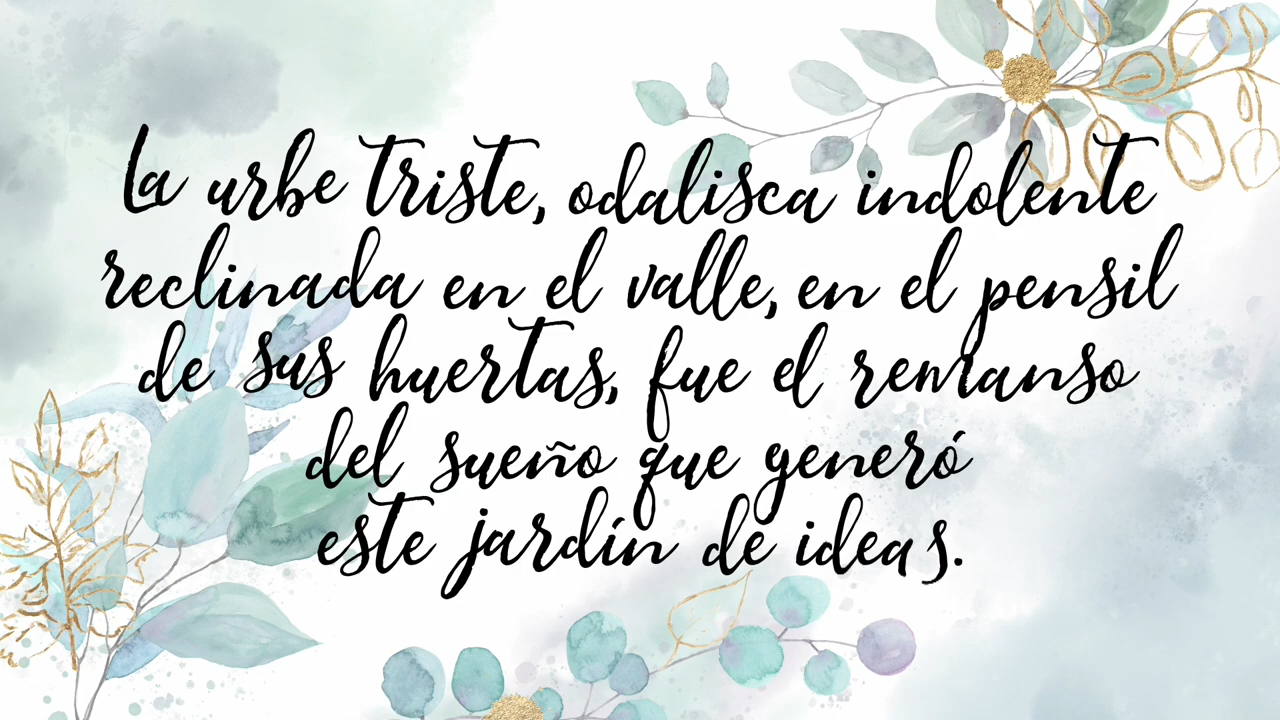 La urbe triste, odalisca indolente
reclinada en el valle, en el pensil
de sus huertas, fue el remanso
del sueño que generó
este jardín de ideas.